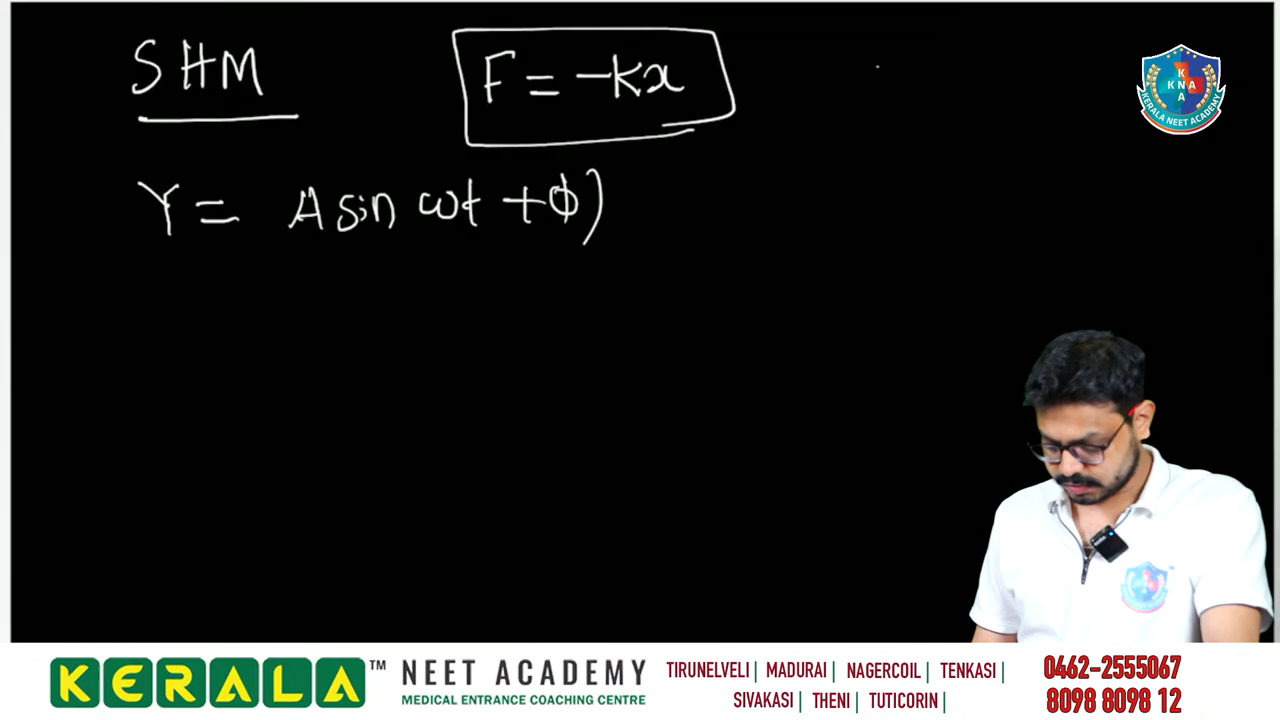 SHM
F = -Kx
Y = A sin ωt + ϕ)
K
K N A
A
KERALA NEET ACADEMY
KERALA™
NEET ACADEMY
MEDICAL ENTRANCE COACHING CENTRE
TIRUNELVELI | MADURAI | NAGERCOIL | TENKASI |
SIVAKASI | THENI | TUTICORIN |
0462-2555067
8098 8098 12